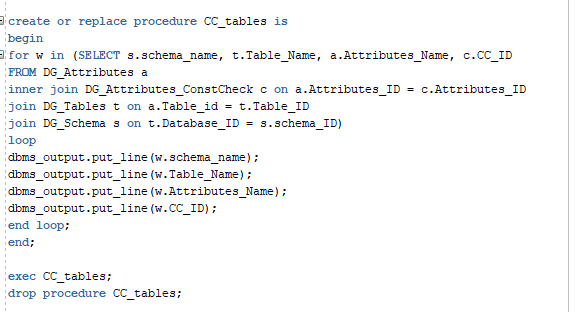 create or replace procedure CC_tables is
begin
for w in (SELECT s.schema_name, t.Table_Name, a.Attributes_Name, c.CC_ID
FROM DG_Attributes a
inner join DG_Attributes_ConstCheck c on a.Attributes_ID = c.Attributes_ID
join DG_Tables t on a.Table_id = t.Table_ID
join DG_Schema s on t.Database_ID = s.schema_ID)
loop
dbms_output.put_line(w.schema_name);
dbms_output.put_line(w.Table_Name);
dbms_output.put_line(w.Attributes_Name);
dbms_output.put_line(w.CC_ID);
end loop;
end;
exec CC_tables;
drop procedure CC_tables;